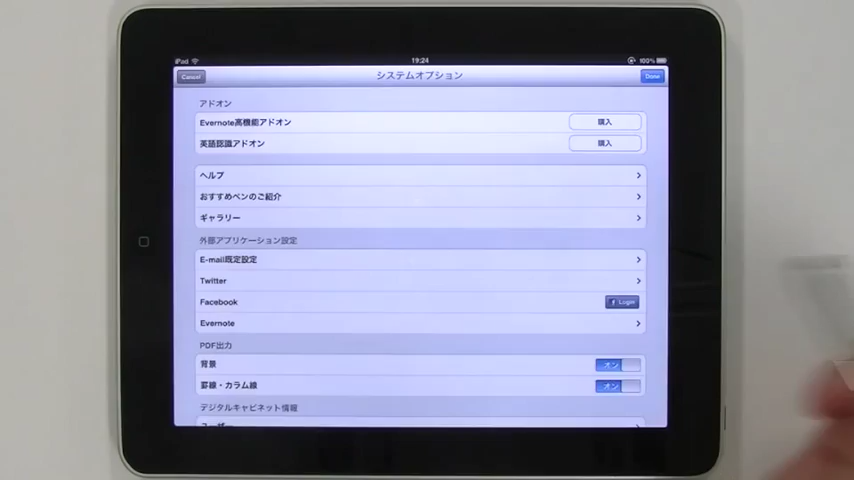 iPad 19:24 100%
Cancel システムオプション Done
アドオン
Evernote高機能アドオン 購入
英語認識アドオン 購入
ヘルプ
おすすめペンのご紹介
ギャラリー
外部アプリケーション設定
E-mail既定設定
Twitter
Facebook f Login
Evernote
PDF出力
背景 オン
罫線・カラム線 オン
デジタルキャビネット情報
ユーザー